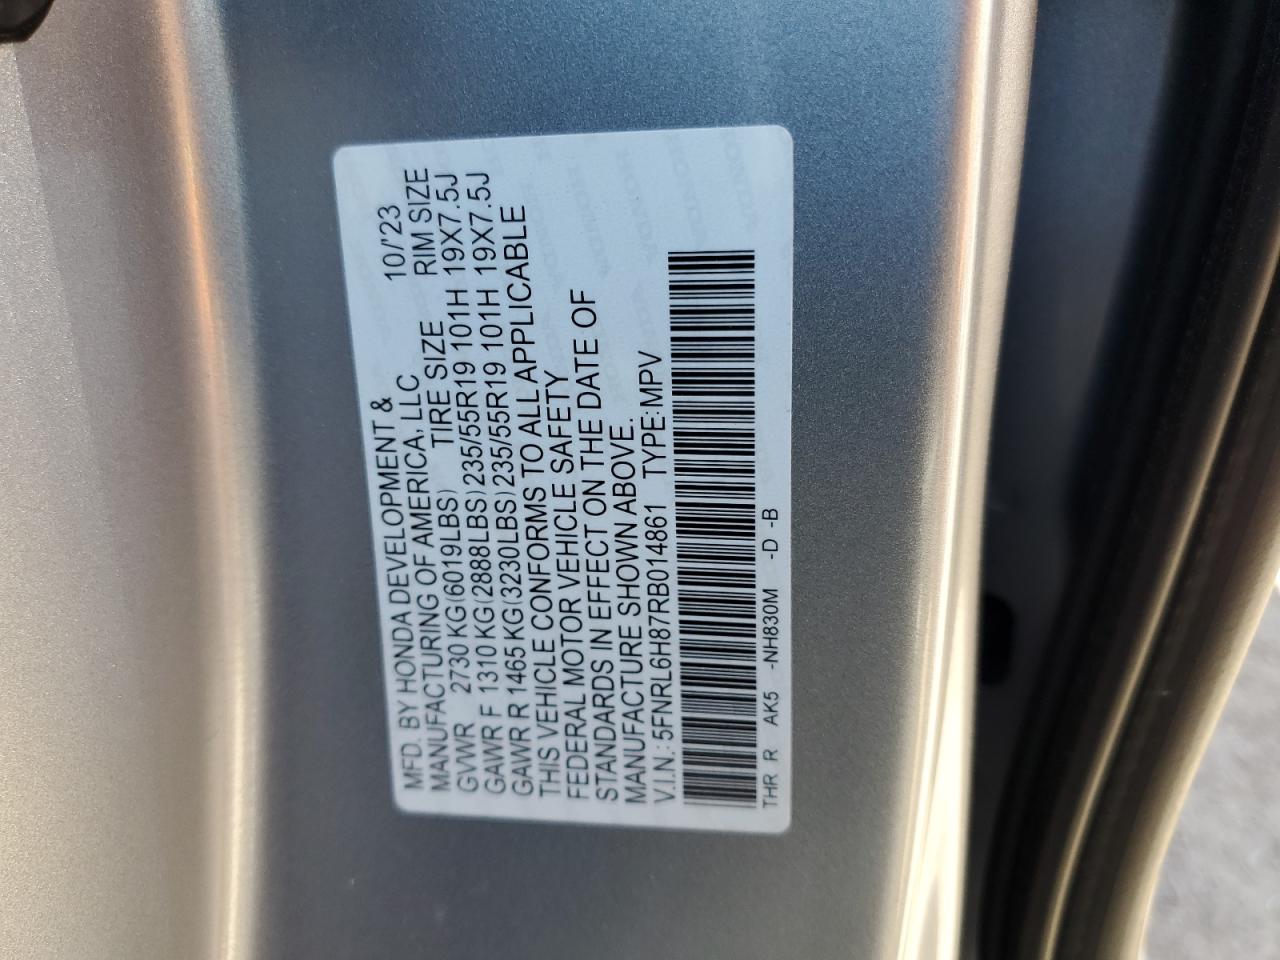 MFD. BY HONDA DEVELOPMENT &
MANUFACTURING OF AMERICA, LLC 10/'23
GVWR 2730 KG(6019LBS) TIRE SIZE RIM SIZE
GAWR F 1310 KG(2888LBS) 235/55R19 101H 19X7.5J
GAWR R 1465 KG(3230LBS) 235/55R19 101H 19X7.5J
THIS VEHICLE CONFORMS TO ALL APPLICABLE
FEDERAL MOTOR VEHICLE SAFETY
STANDARDS IN EFFECT ON THE DATE OF
MANUFACTURE SHOWN ABOVE.
V.I.N.: 5FNRL6H87RB014861 TYPE: MPV
THR R AK5 -NH830M -D -B